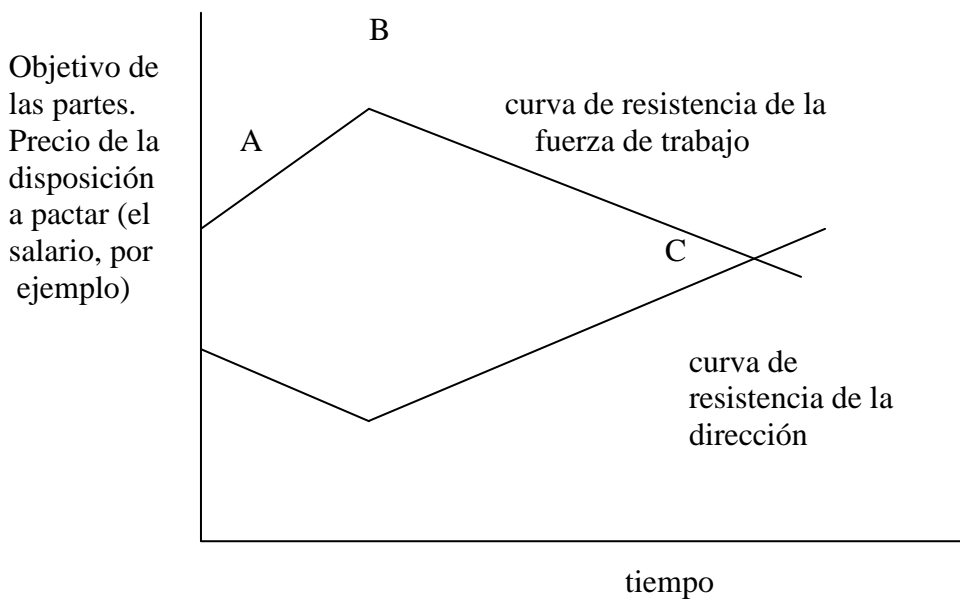 B
Objetivo de
las partes.
Precio de la
disposición
a pactar (el
salario, por
ejemplo)
A
curva de resistencia de la
fuerza de trabajo
C
curva de
resistencia de la
dirección
tiempo